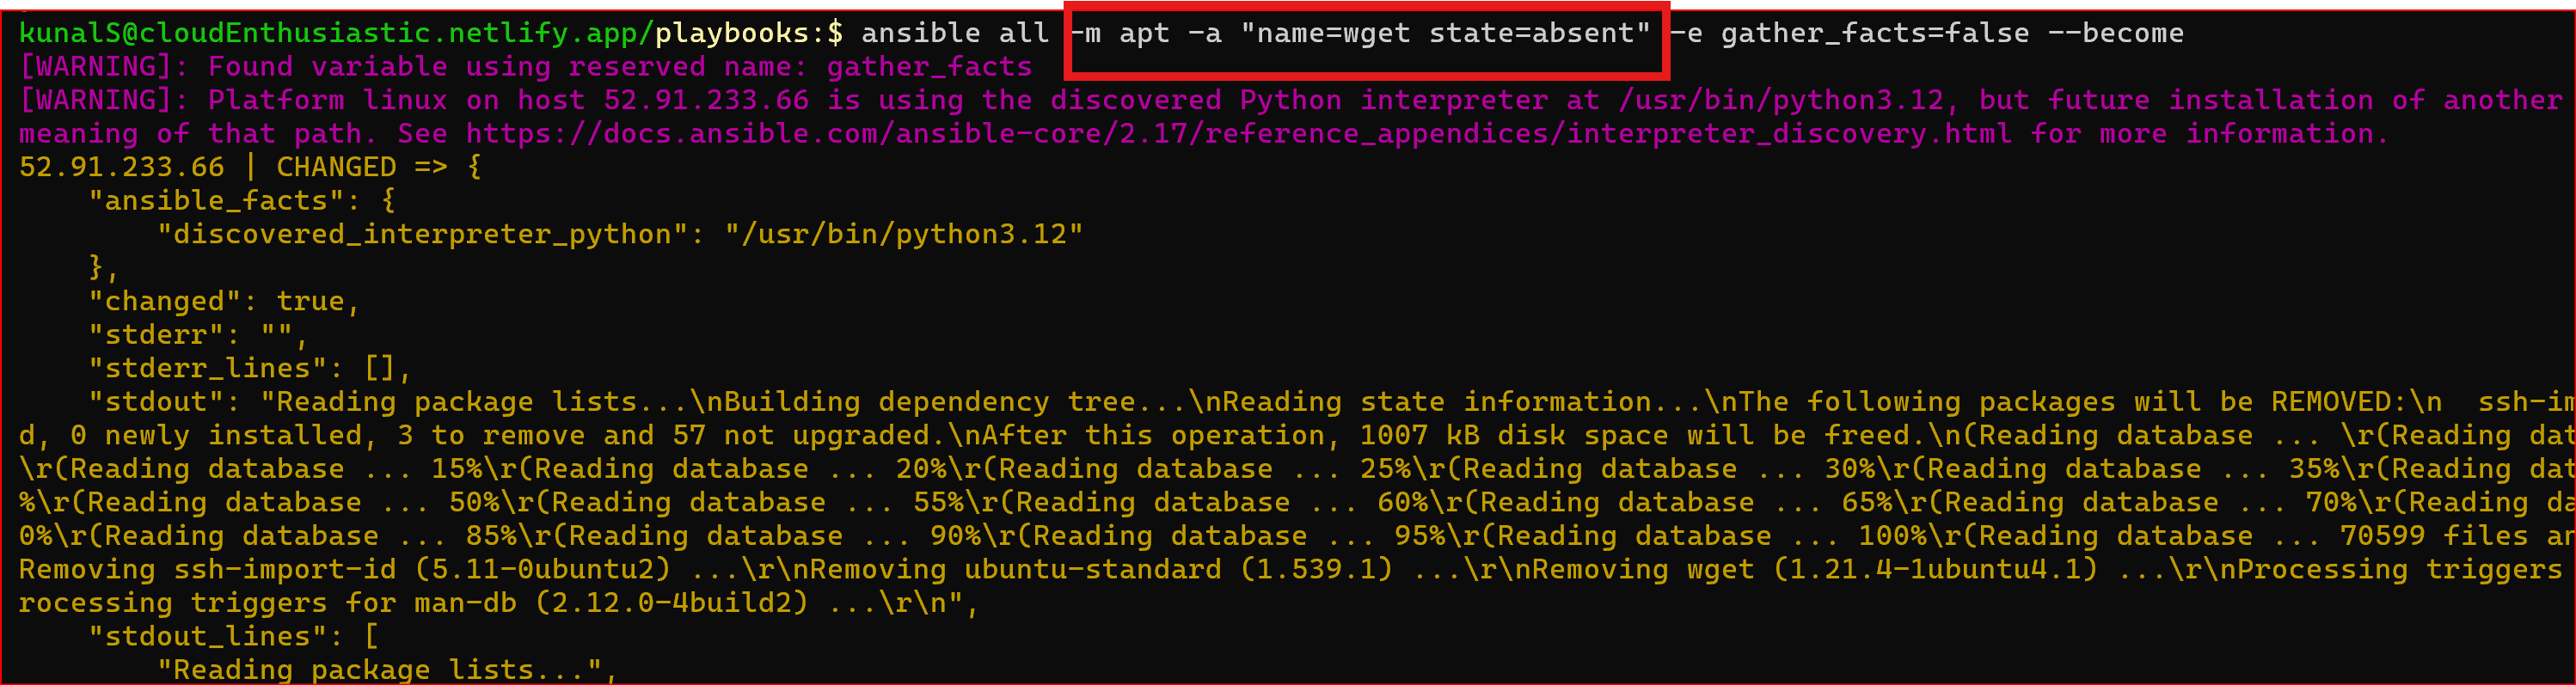 kunalS@cloudEnthusiastic.netlify.app/playbooks:$ ansible all -m apt -a "name=wget state=absent" -e gather_facts=false --become
[WARNING]: Found variable using reserved name: gather_facts
[WARNING]: Platform linux on host 52.91.233.66 is using the discovered Python interpreter at /usr/bin/python3.12, but future installation of another
meaning of that path. See https://docs.ansible.com/ansible-core/2.17/reference_appendices/interpreter_discovery.html for more information.
52.91.233.66 | CHANGED => {
    "ansible_facts": {
        "discovered_interpreter_python": "/usr/bin/python3.12"
    },
    "changed": true,
    "stderr": "",
    "stderr_lines": [],
    "stdout": "Reading package lists...\nBuilding dependency tree...\nReading state information...\nThe following packages will be REMOVED:\n  ssh-im
d, 0 newly installed, 3 to remove and 57 not upgraded.\nAfter this operation, 1007 kB disk space will be freed.\n(Reading database ... \r(Reading dat
\r(Reading database ... 15%\r(Reading database ... 20%\r(Reading database ... 25%\r(Reading database ... 30%\r(Reading database ... 35%\r(Reading dat
%\r(Reading database ... 50%\r(Reading database ... 55%\r(Reading database ... 60%\r(Reading database ... 65%\r(Reading database ... 70%\r(Reading da
0%\r(Reading database ... 85%\r(Reading database ... 90%\r(Reading database ... 95%\r(Reading database ... 100%\r(Reading database ... 70599 files an
Removing ssh-import-id (5.11-0ubuntu2) ...\r\nRemoving ubuntu-standard (1.539.1) ...\r\nRemoving wget (1.21.4-1ubuntu4.1) ...\r\nProcessing triggers
rocessing triggers for man-db (2.12.0-4build2) ...\r\n",
    "stdout_lines": [
        "Reading package lists...",